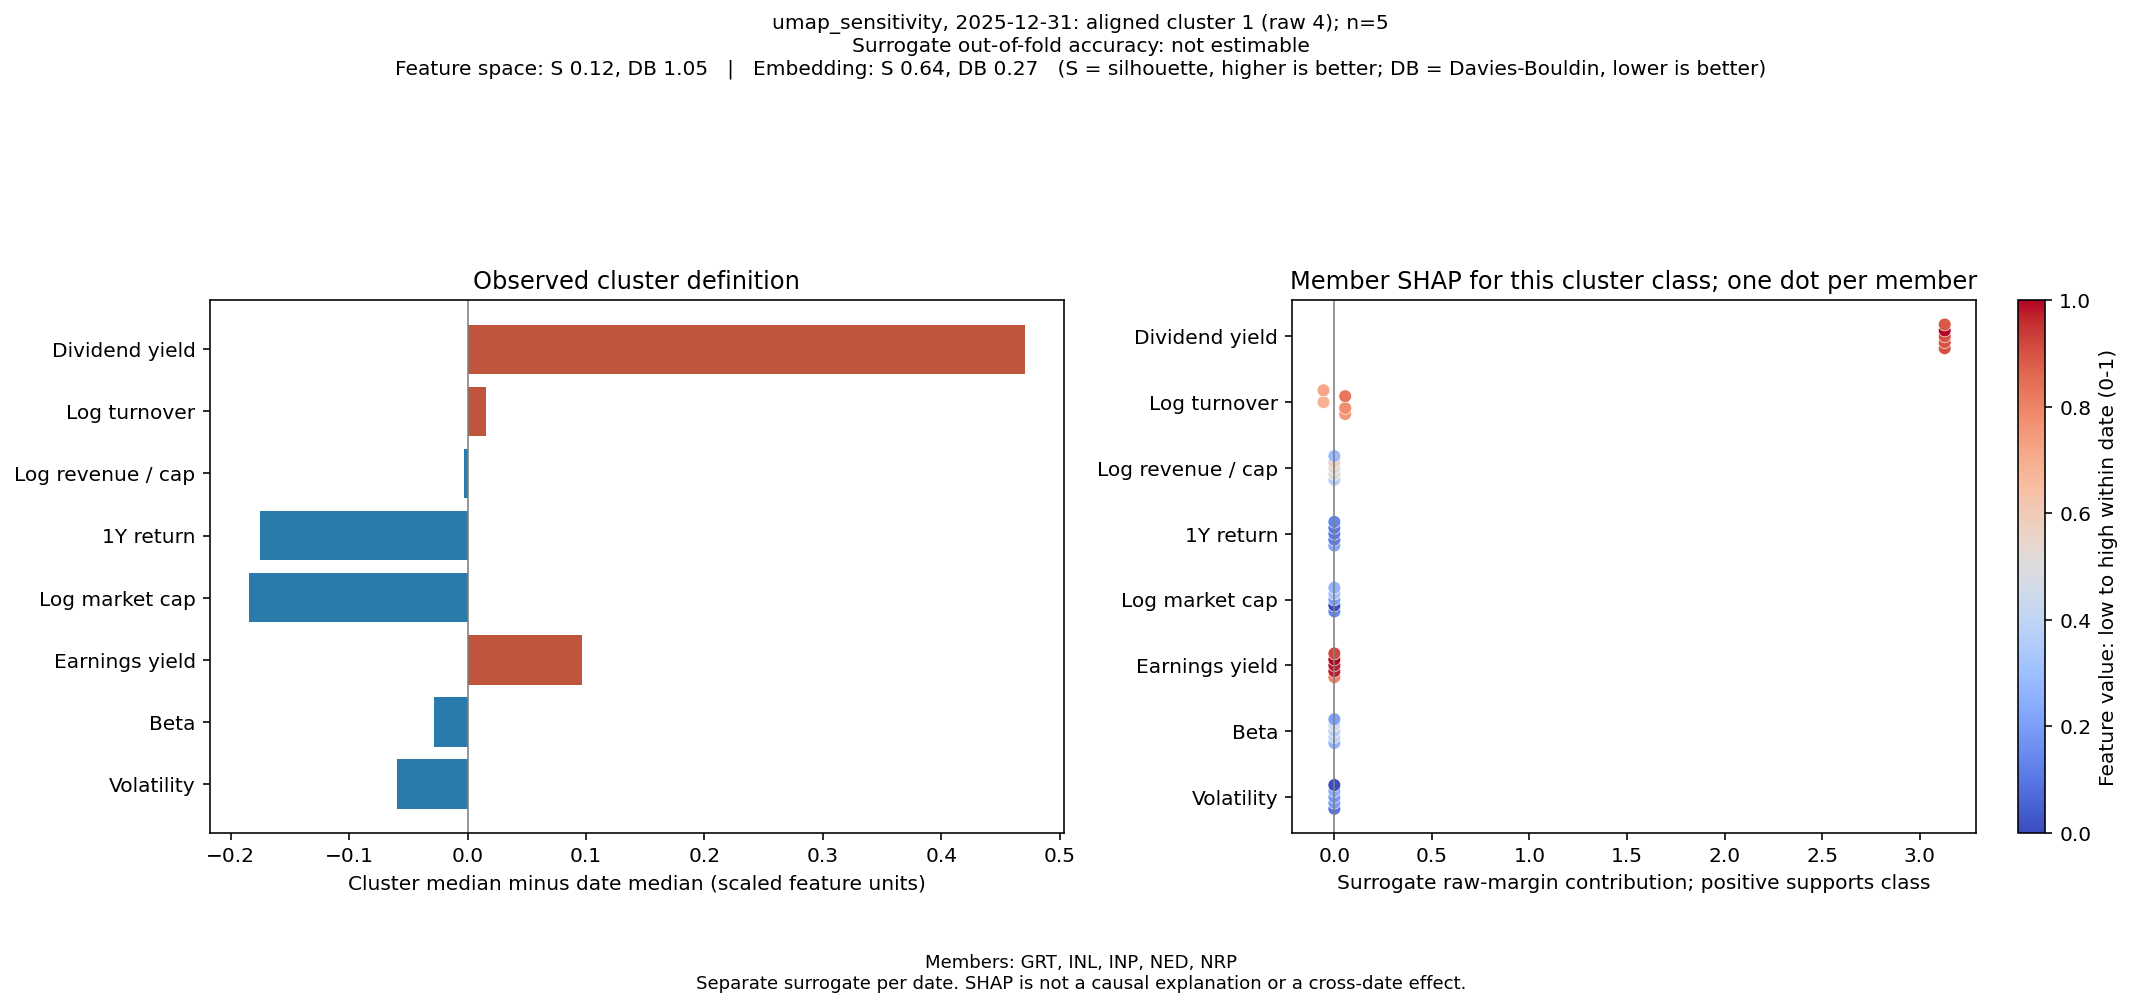 umap_sensitivity, 2025-12-31: aligned cluster 1 (raw 4); n=5
Surrogate out-of-fold accuracy: not estimable
Feature space: S 0.12, DB 1.05   |   Embedding: S 0.64, DB 0.27   (S = silhouette, higher is better; DB = Davies-Bouldin, lower is better)
Observed cluster definition
Dividend yield
Log turnover
Log revenue / cap
1Y return
Log market cap
Earnings yield
Beta
Volatility
−0.2 −0.1 0.0 0.1 0.2 0.3 0.4 0.5
Cluster median minus date median (scaled feature units)
Member SHAP for this cluster class; one dot per member
Dividend yield
Log turnover
Log revenue / cap
1Y return
Log market cap
Earnings yield
Beta
Volatility
0.0 0.5 1.0 1.5 2.0 2.5 3.0
Surrogate raw-margin contribution; positive supports class
1.0
0.8
0.6
0.4
0.2
0.0
Feature value: low to high within date (0-1)
Members: GRT, INL, INP, NED, NRP
Separate surrogate per date. SHAP is not a causal explanation or a cross-date effect.